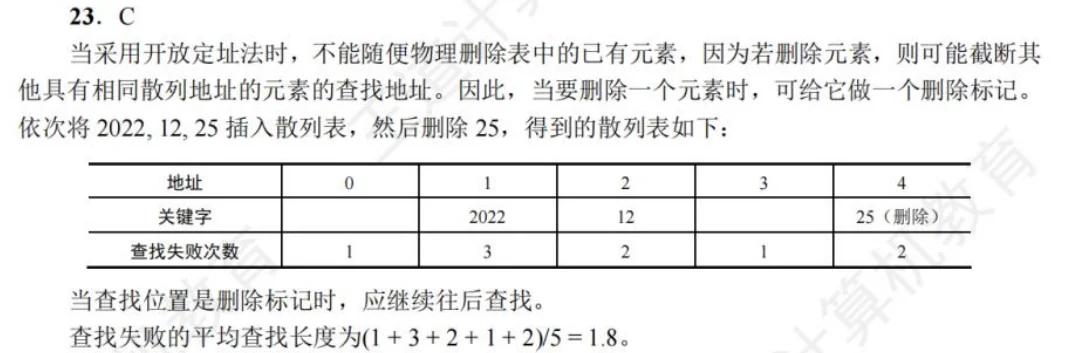 23. C
当采用开放定址法时，不能随便物理删除表中的已有元素，因为若删除元素，则可能截断其
他具有相同散列地址的元素的查找地址。因此，当要删除一个元素时，可给它做一个删除标记。
依次将 2022, 12, 25 插入散列表，然后删除 25，得到的散列表如下：
地址 0 1 2 3 4
关键字 2022 12 25（删除）
查找失败次数 1 3 2 1 2
当查找位置是删除标记时，应继续往后查找。
查找失败的平均查找长度为(1 + 3 + 2 + 1 + 2)/5 = 1.8。